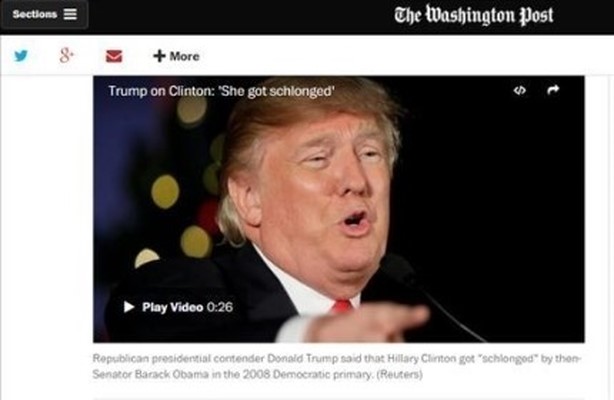 Sections
The Washington Post
More
Trump on Clinton: 'She got schlonged'
Play Video 0:26
Republican presidential contender Donald Trump said that Hillary Clinton got "schlonged" by then-
Senator Barack Obama in the 2008 Democratic primary. (Reuters)